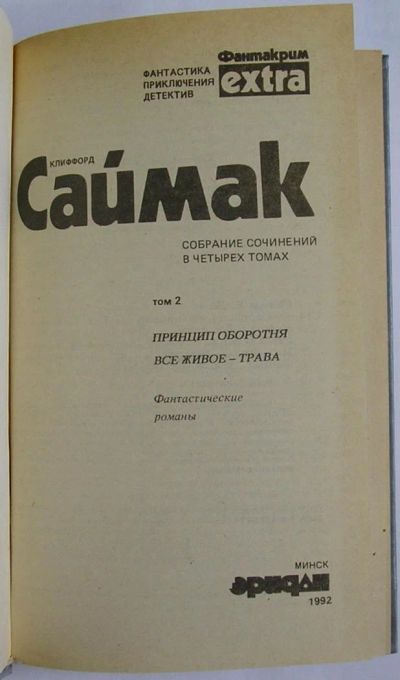 Фантакрим
ФАНТАСТИКА
ПРИКЛЮЧЕНИЯ
ДЕТЕКТИВ
extra
КЛИФФОРД
Саймак
СОБРАНИЕ СОЧИНЕНИЙ
В ЧЕТЫРЕХ ТОМАХ
ТОМ 2
ПРИНЦИП ОБОРОТНЯ
ВСЕ ЖИВОЕ – ТРАВА
Фантастические
романы
МИНСК
Эридан
1992